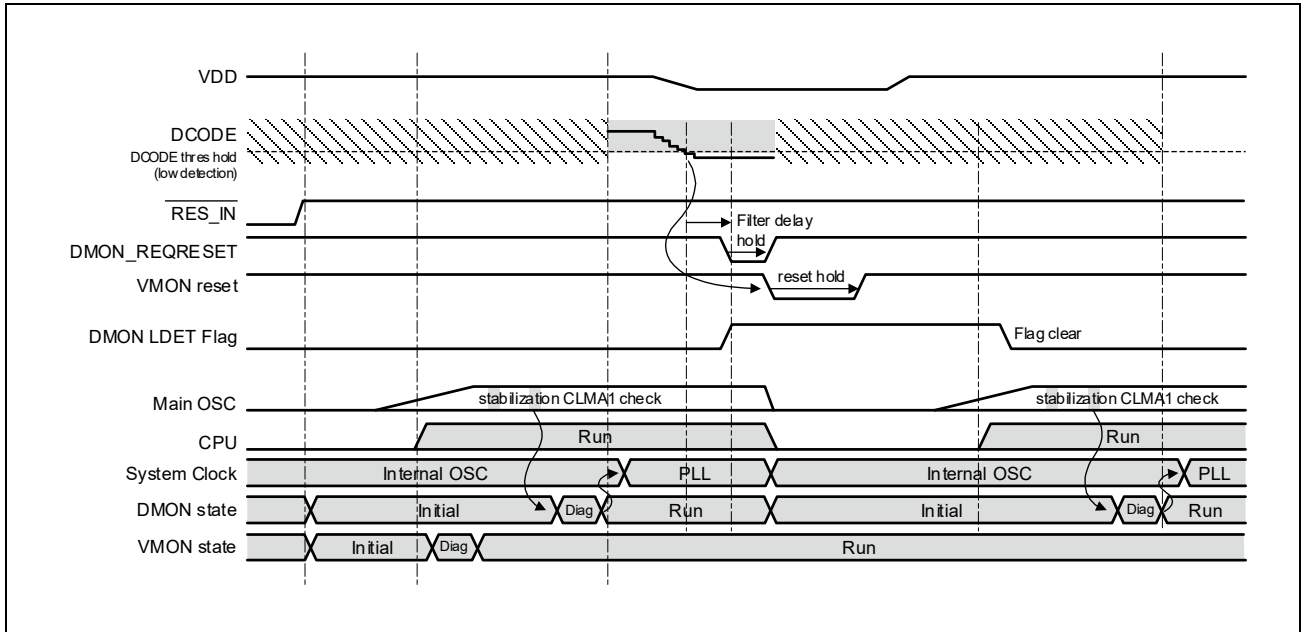 VDD
DCODE
DCODE thres hold
(low detection)
RES_IN
Filter delay
hold
DMON_REQRESET
VMON reset
reset hold
DMON LDET Flag
Flag clear
Main OSC
stabilization CLMA1 check
stabilization CLMA1 check
CPU
Run
Run
System Clock
Internal OSC
PLL
Internal OSC
PLL
DMON state
Initial
Diag
Run
Initial
Diag
Run
VMON state
Initial
Diag
Run